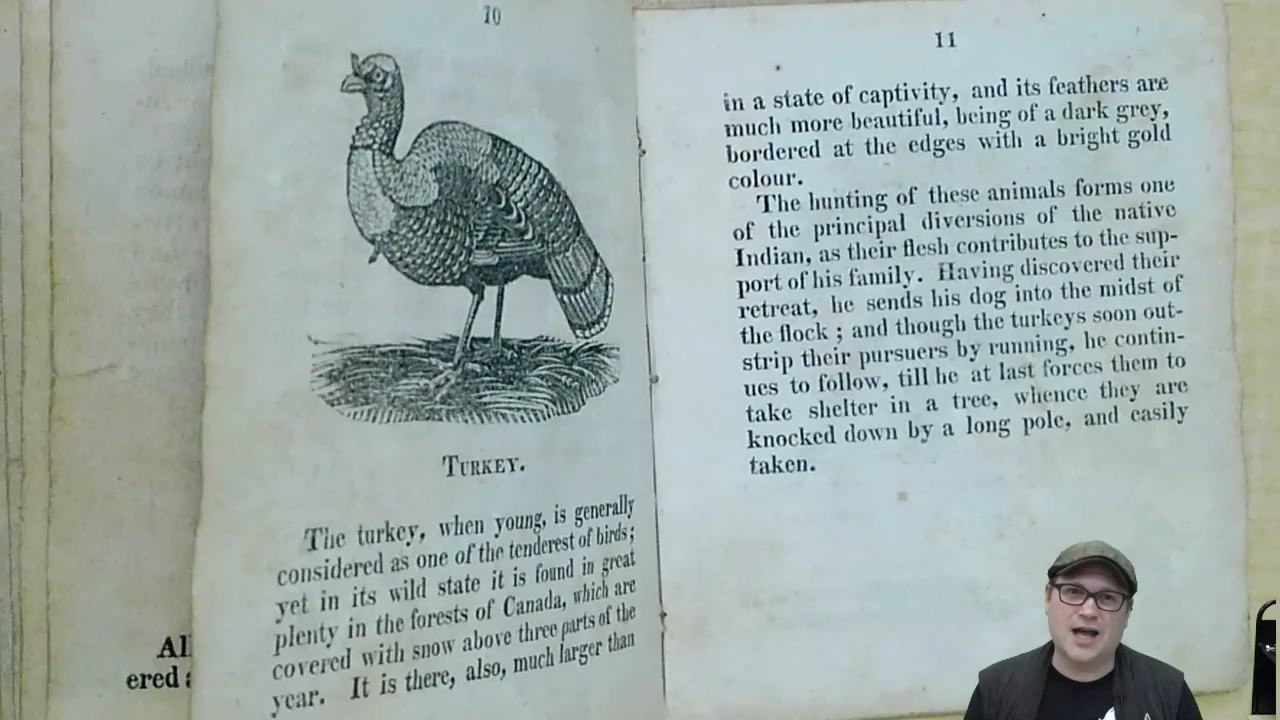 10
TURKEY.
The turkey, when young, is generally
considered as one of the tenderest of birds;
yet in its wild state it is found in great
plenty in the forests of Canada, which are
covered with snow above three parts of the
year. It is there, also, much larger than
Al
ered a
11
in a state of captivity, and its feathers are
much more beautiful, being of a dark grey,
bordered at the edges with a bright gold
colour.
The hunting of these animals forms one
of the principal diversions of the native
Indian, as their flesh contributes to the sup-
port of his family. Having discovered their
retreat, he sends his dog into the midst of
the flock ; and though the turkeys soon out-
strip their pursuers by running, he contin-
ues to follow, till he at last forces them to
take shelter in a tree, whence they are
knocked down by a long pole, and easily
taken.